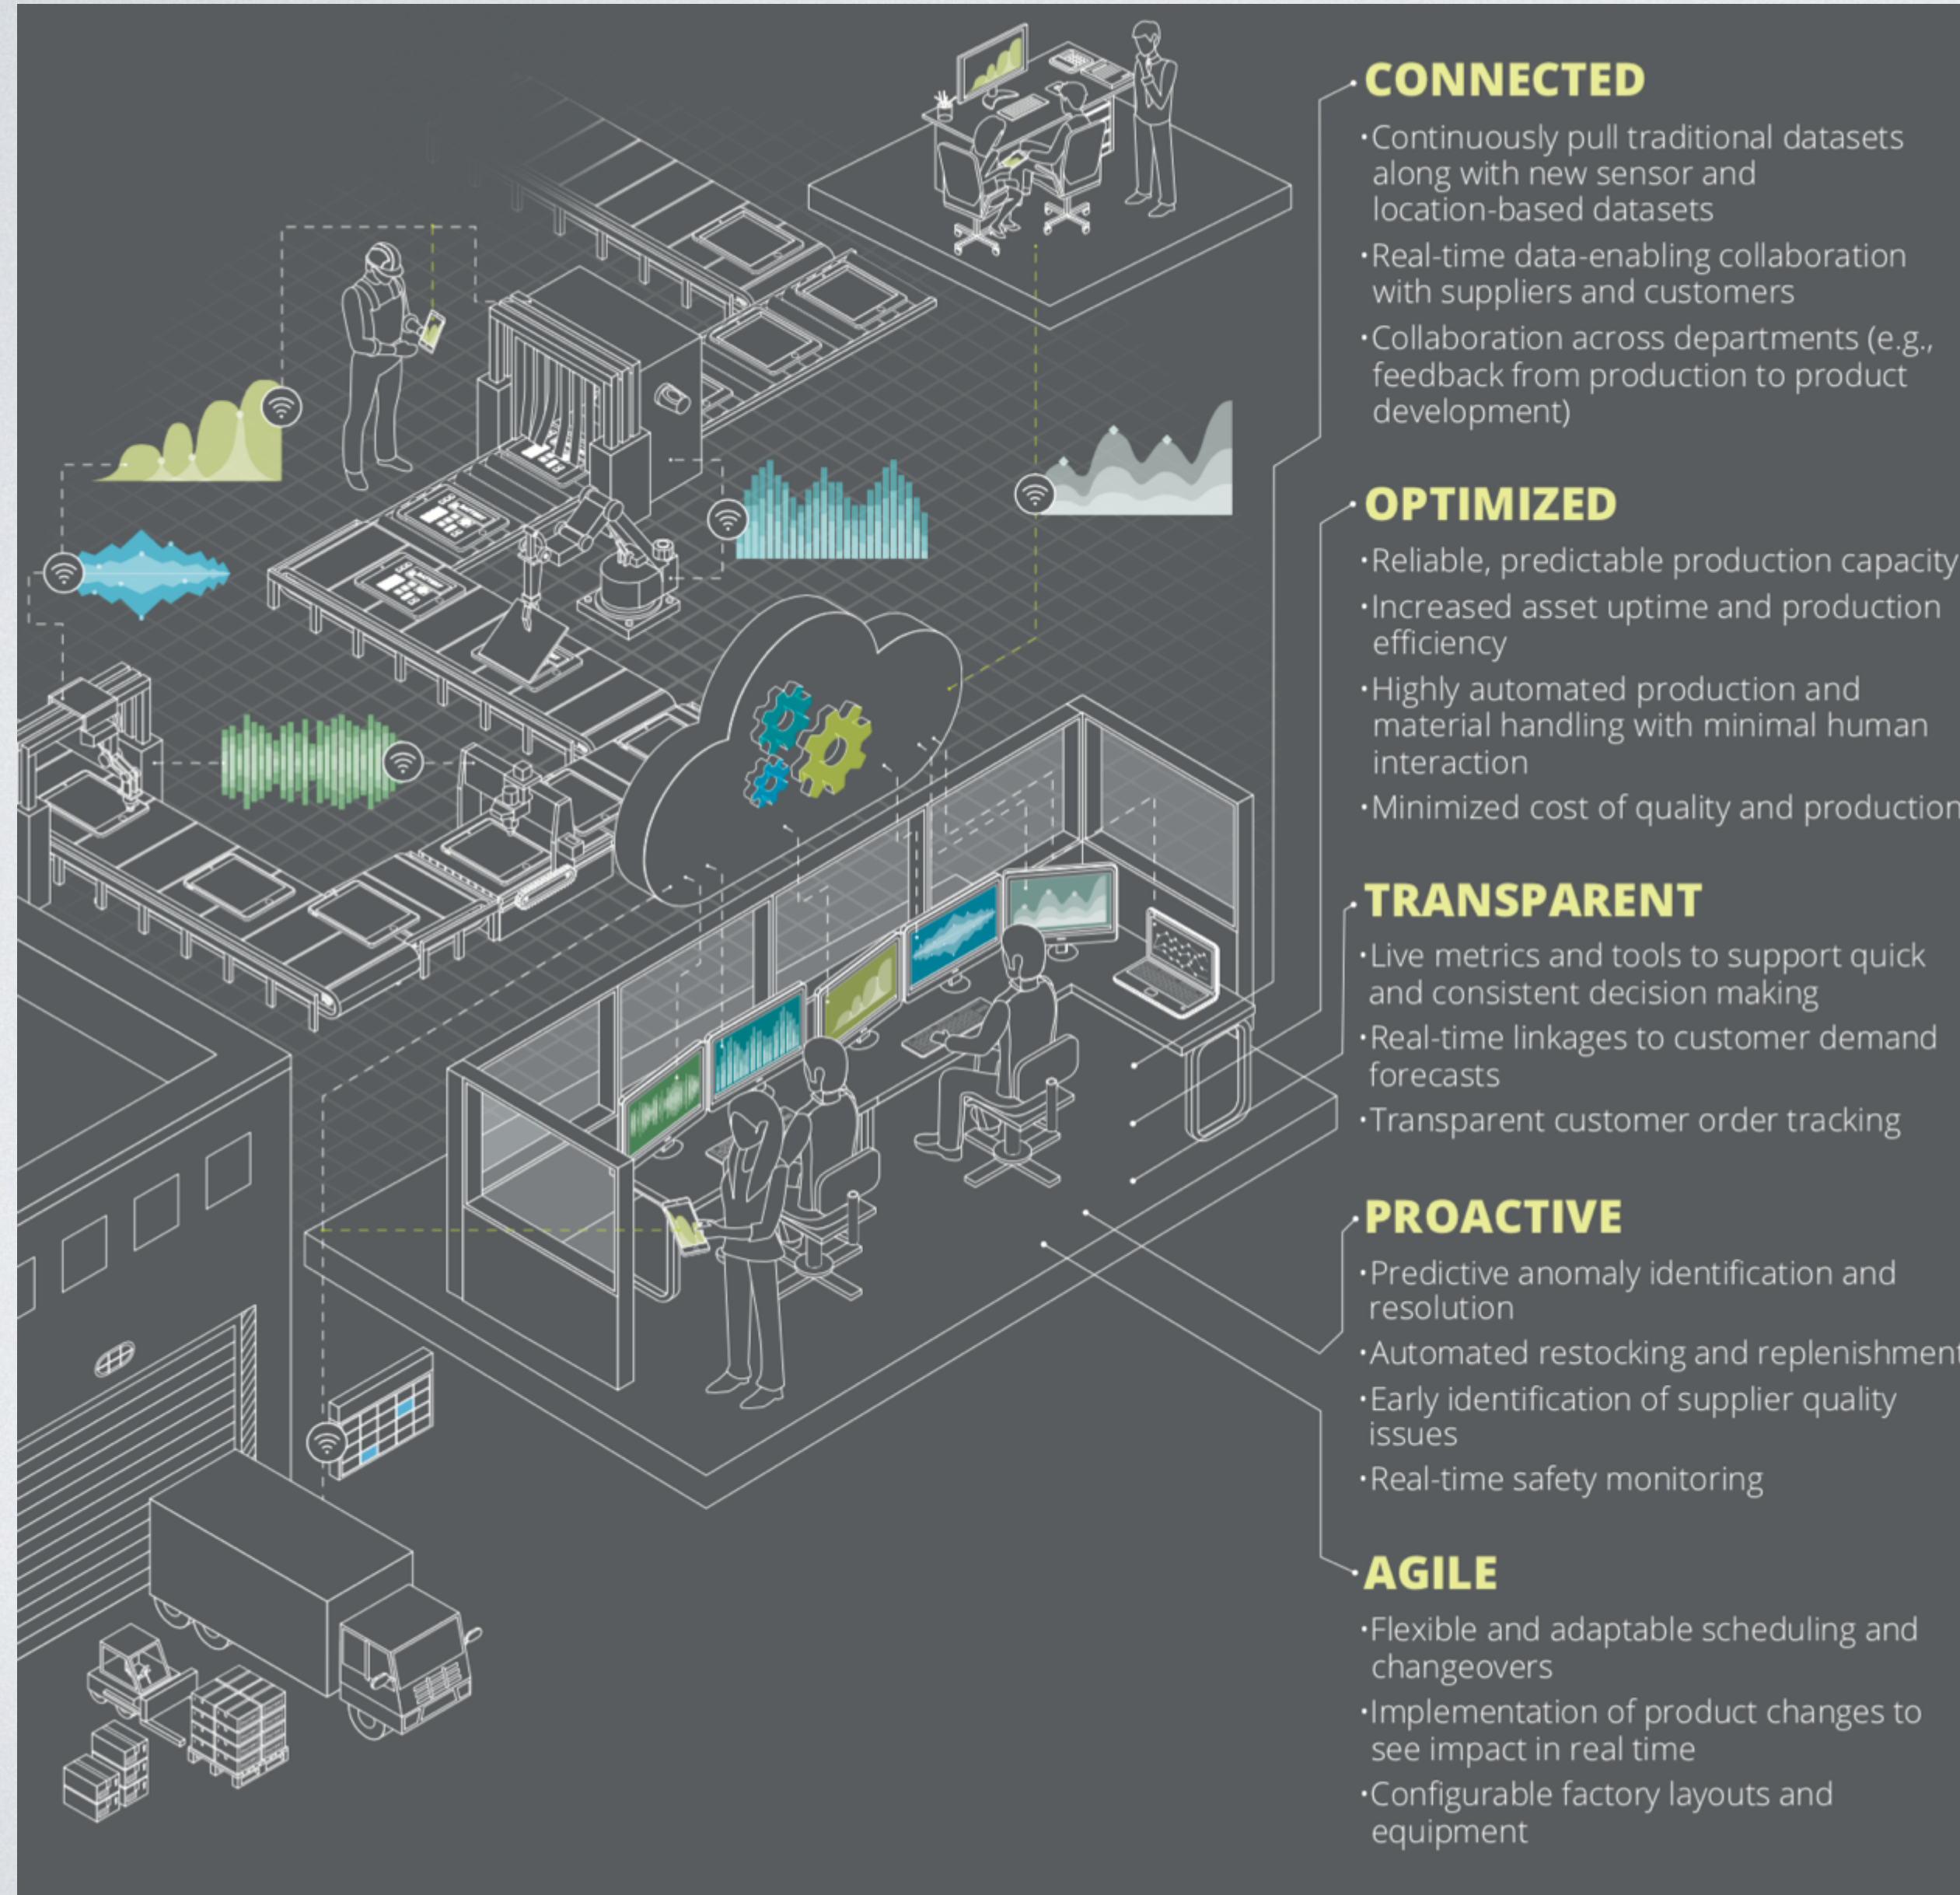 CONNECTED
•Continuously pull traditional datasets
along with new sensor and
location-based datasets
•Real-time data-enabling collaboration
with suppliers and customers
•Collaboration across departments (e.g.,
feedback from production to product
development)
OPTIMIZED
•Reliable, predictable production capacity
•Increased asset uptime and production
efficiency
•Highly automated production and
material handling with minimal human
interaction
•Minimized cost of quality and production
TRANSPARENT
•Live metrics and tools to support quick
and consistent decision making
•Real-time linkages to customer demand
forecasts
•Transparent customer order tracking
PROACTIVE
•Predictive anomaly identification and
resolution
•Automated restocking and replenishment
•Early identification of supplier quality
issues
•Real-time safety monitoring
AGILE
•Flexible and adaptable scheduling and
changeovers
•Implementation of product changes to
see impact in real time
•Configurable factory layouts and
equipment